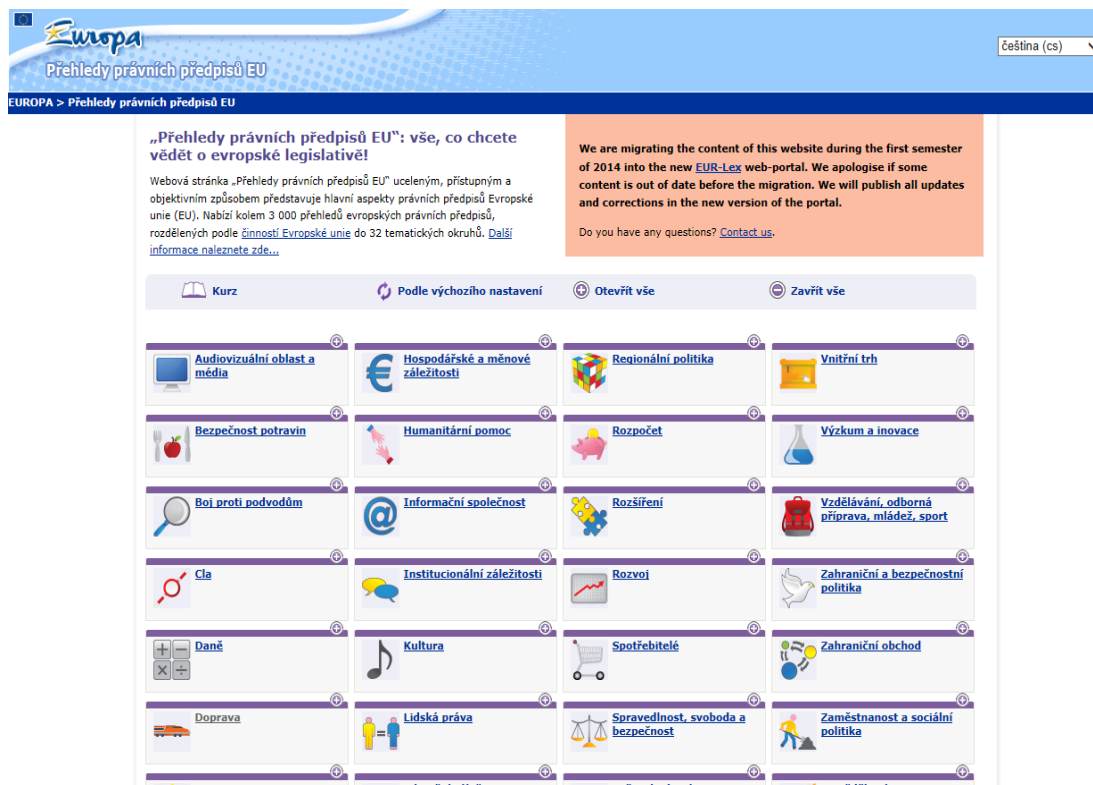 Europa
čeština (cs)
Přehledy právních předpisů EU
EUROPA > Přehledy právních předpisů EU
„Přehledy právních předpisů EU“: vše, co chcete
vědět o evropské legislativě!
Webová stránka „Přehledy právních předpisů EU“ uceleným, přístupným a
objektivním způsobem představuje hlavní aspekty právních předpisů Evropské
unie (EU). Nabízí kolem 3 000 přehledů evropských právních předpisů,
rozdělených podle činností Evropské unie do 32 tematických okruhů. Další
informace naleznete zde...
We are migrating the content of this website during the first semester
of 2014 into the new EUR-Lex web-portal. We apologise if some
content is out of date before the migration. We will publish all updates
and corrections in the new version of the portal.
Do you have any questions? Contact us.
Kurz
Podle výchozího nastavení
Otevřít vše
Zavřít vše
Audiovizuální oblast a
média
Hospodářské a měnové
záležitosti
Regionální politika
Vnitřní trh
Bezpečnost potravin
Humanitární pomoc
Rozpočet
Výzkum a inovace
Boj proti podvodům
Informační společnost
Rozšíření
Vzdělávání, odborná
příprava, mládež, sport
Cla
Institucionální záležitosti
Rozvoj
Zahraniční a bezpečnostní
politika
Daně
Kultura
Spotřebitelé
Zahraniční obchod
Doprava
Lidská práva
Spravedlnost, svoboda a
bezpečnost
Zaměstnanost a sociální
politika